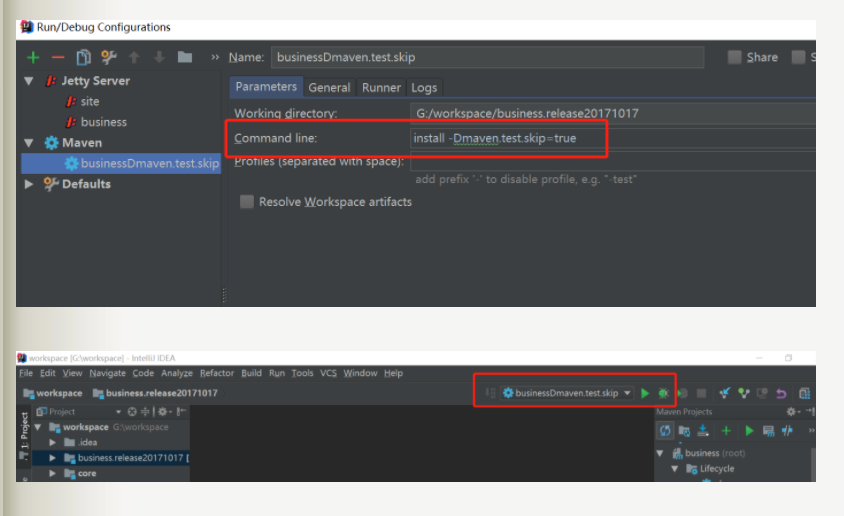 Run/Debug Configurations
Name: businessDmaven.test.skip Share S
Jetty Server
site
business
Maven
businessDmaven.test.skip
Defaults
Parameters General Runner Logs
Working directory: G:/workspace/business.release20171017
Command line: install -Dmaven.test.skip=true
Profiles (separated with space):
add prefix '-' to disable profile, e.g. "-test"
Resolve Workspace artifacts
workspace [G:\workspace] - IntelliJ IDEA
File Edit View Navigate Code Analyze Refactor Build Run Tools VCS Window Help
workspace business.release20171017 businessDmaven.test.skip
1: Project
Project
workspace G:\workspace
.idea
business.release20171017 [
core
Maven Projects
business (root)
Lifecycle